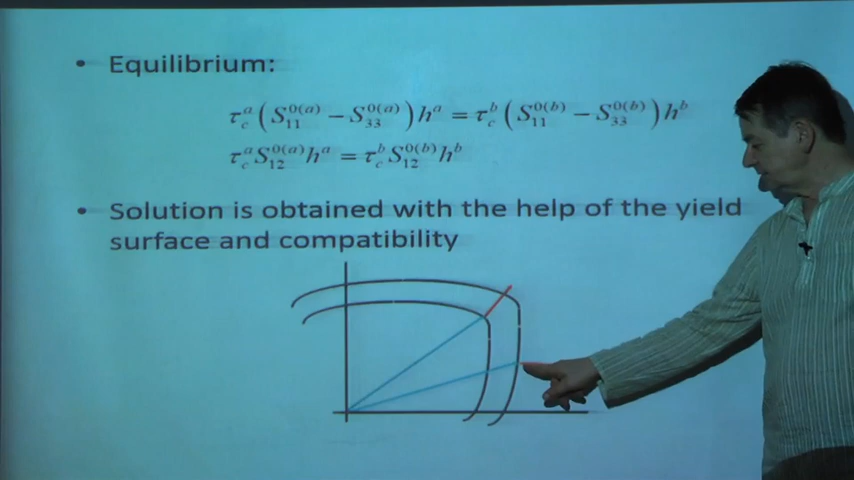 • Equilibrium:
τ_c^a (S_11^{0(a)} − S_33^{0(a)}) h^a = τ_c^b (S_11^{0(b)} − S_33^{0(b)}) h^b
τ_c^a S_12^{0(a)} h^a = τ_c^b S_12^{0(b)} h^b
• Solution is obtained with the help of the yield
surface and compatibility